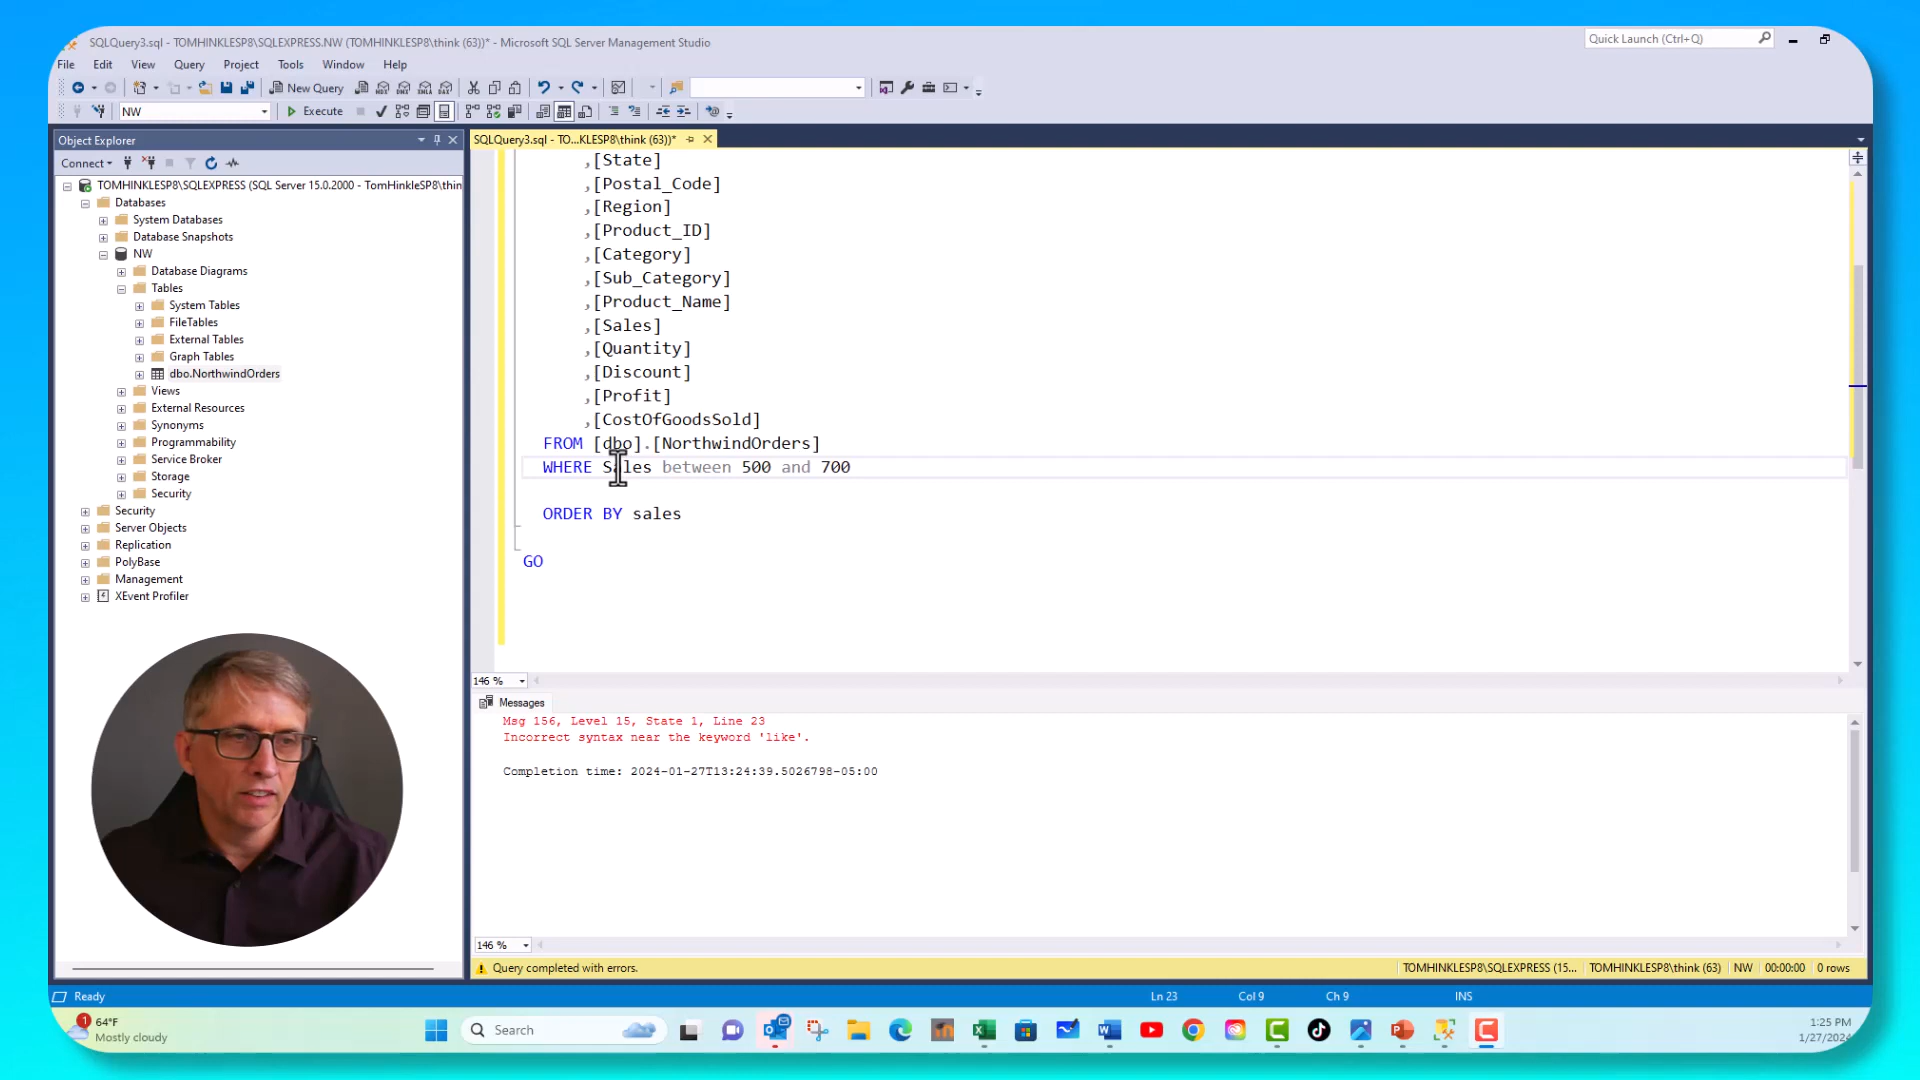 SQLQuery3.sql - TOMHINKLESP8\SQLEXPRESS.NW (TOMHINKLESP8\think (63))* - Microsoft SQL Server Management Studio
Quick Launch (Ctrl+Q)
File Edit View Query Project Tools Window Help
New Query
NW
Execute
Object Explorer
Connect
TOMHINKLESP8\SQLEXPRESS (SQL Server 15.0.2000 - TomHinkleSP8\thin
Databases
System Databases
Database Snapshots
NW
Database Diagrams
Tables
System Tables
FileTables
External Tables
Graph Tables
dbo.NorthwindOrders
Views
External Resources
Synonyms
Programmability
Service Broker
Storage
Security
Security
Server Objects
Replication
PolyBase
Management
XEvent Profiler
SQLQuery3.sql - TO...KLESP8\think (63))*
,[State]
,[Postal_Code]
,[Region]
,[Product_ID]
,[Category]
,[Sub_Category]
,[Product_Name]
,[Sales]
,[Quantity]
,[Discount]
,[Profit]
,[CostOfGoodsSold]
FROM [dbo].[NorthwindOrders]
WHERE Sales between 500 and 700
ORDER BY sales
GO
146 %
Messages
Msg 156, Level 15, State 1, Line 23
Incorrect syntax near the keyword 'like'.
Completion time: 2024-01-27T13:24:39.5026798-05:00
146 %
Query completed with errors.
TOMHINKLESP8\SQLEXPRESS (15... TOMHINKLESP8\think (63) NW 00:00:00 0 rows
Ready
Ln 23 Col 9 Ch 9 INS
1
64°F
Mostly cloudy
Search
1:25 PM
1/27/2024